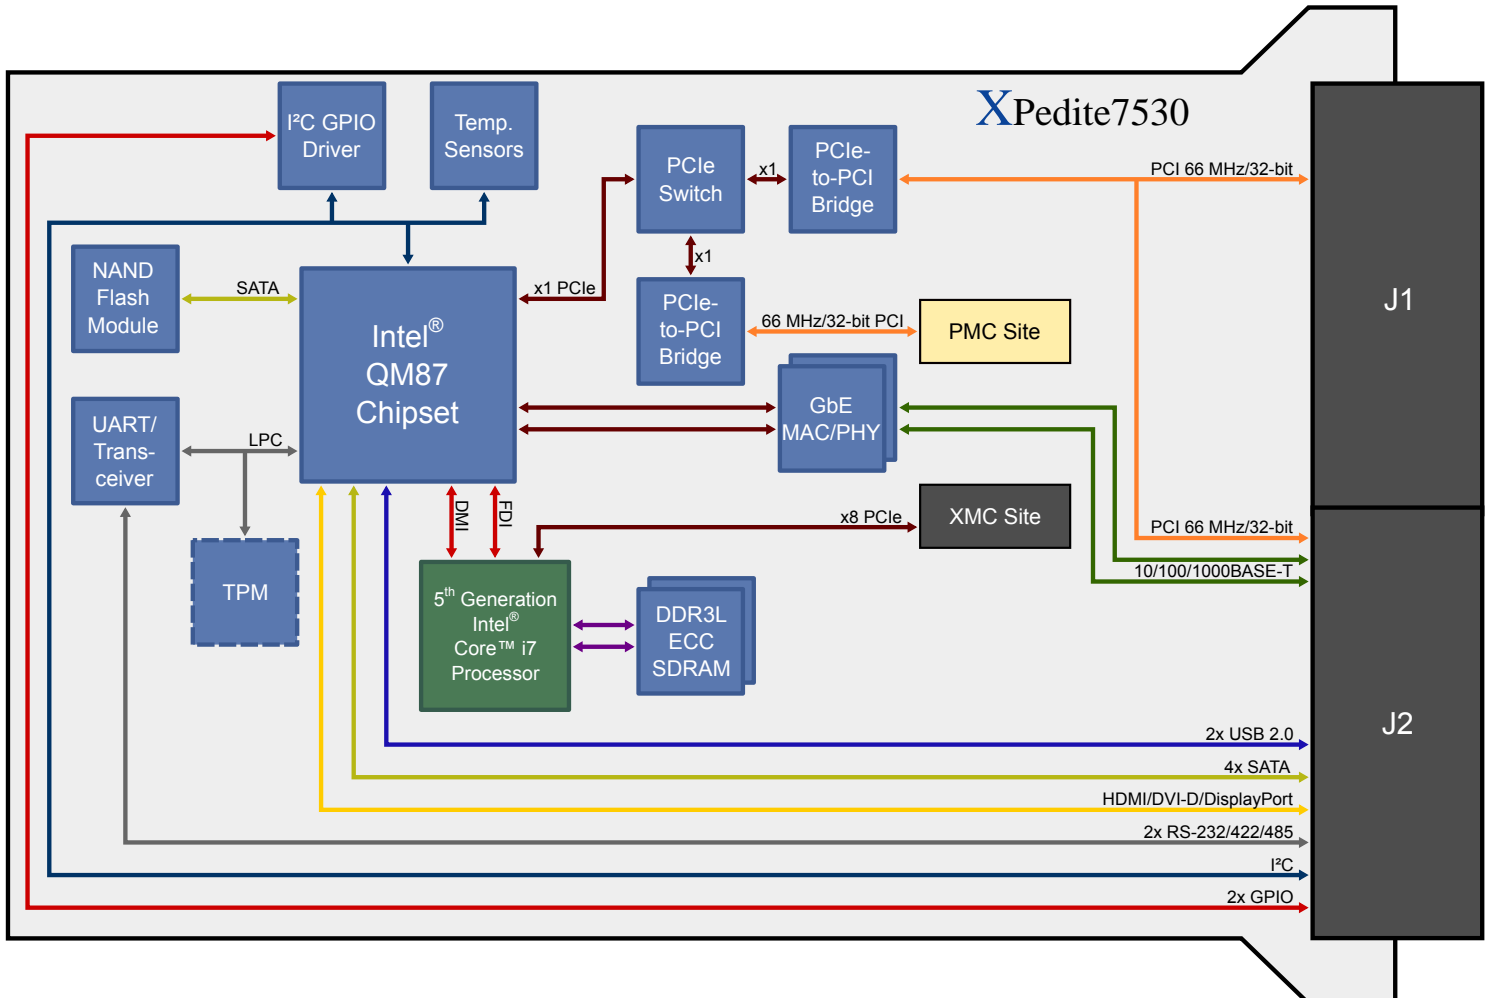 XPedite7530
I²C GPIO
Driver
Temp.
Sensors
PCIe
Switch
x1
PCIe-
to-PCI
Bridge
PCI 66 MHz/32-bit
x1
NAND
Flash
Module
SATA
Intel®
QM87
Chipset
x1 PCIe
PCIe-
to-PCI
Bridge
66 MHz/32-bit PCI
PMC Site
J1
GbE
MAC/PHY
UART/
Trans-
ceiver
LPC
DMI
FDI
x8 PCIe
XMC Site
PCI 66 MHz/32-bit
10/100/1000BASE-T
TPM
5th Generation
Intel®
Core™ i7
Processor
DDR3L
ECC
SDRAM
J2
2x USB 2.0
4x SATA
HDMI/DVI-D/DisplayPort
2x RS-232/422/485
I²C
2x GPIO